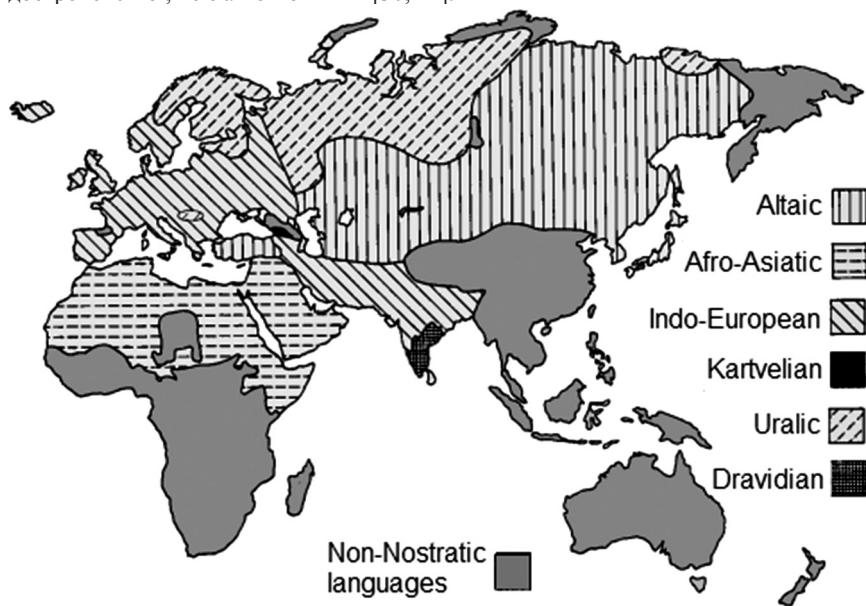 Altaic
Afro-Asiatic
Indo-European
Kartvelian
Uralic
Dravidian
Non-Nostratic
languages